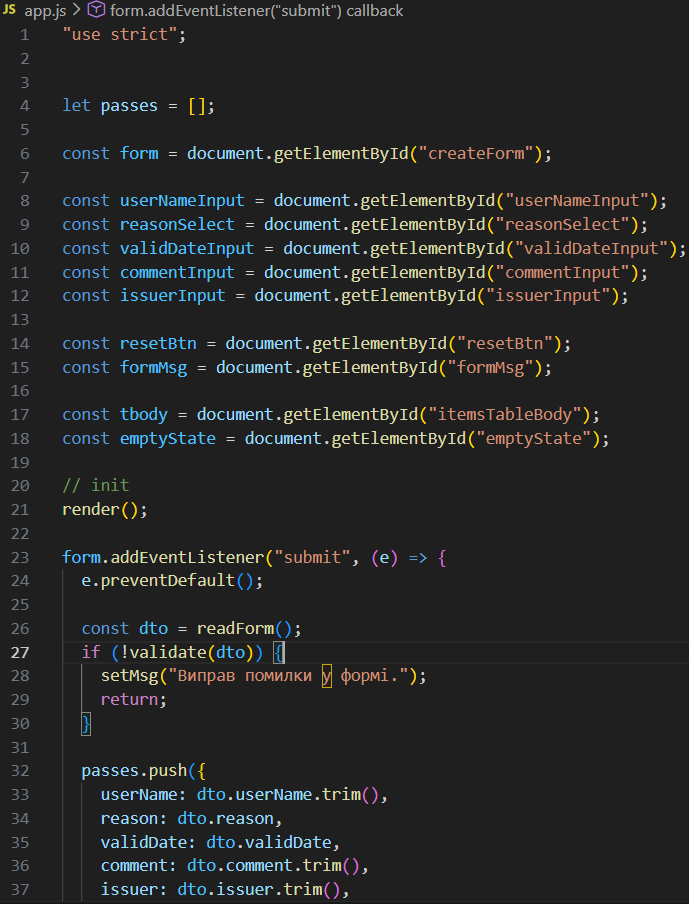 JS app.js > form.addEventListener("submit") callback
1 "use strict";
2
3
4 let passes = [];
5
6 const form = document.getElementById("createForm");
7
8 const userNameInput = document.getElementById("userNameInput");
9 const reasonSelect = document.getElementById("reasonSelect");
10 const validDateInput = document.getElementById("validDateInput");
11 const commentInput = document.getElementById("commentInput");
12 const issuerInput = document.getElementById("issuerInput");
13
14 const resetBtn = document.getElementById("resetBtn");
15 const formMsg = document.getElementById("formMsg");
16
17 const tbody = document.getElementById("itemsTableBody");
18 const emptyState = document.getElementById("emptyState");
19
20 // init
21 render();
22
23 form.addEventListener("submit", (e) => {
24 e.preventDefault();
25
26 const dto = readForm();
27 if (!validate(dto)) {
28 setMsg("Виправ помилки у формі.");
29 return;
30 }
31
32 passes.push({
33 userName: dto.userName.trim(),
34 reason: dto.reason,
35 validDate: dto.validDate,
36 comment: dto.comment.trim(),
37 issuer: dto.issuer.trim(),